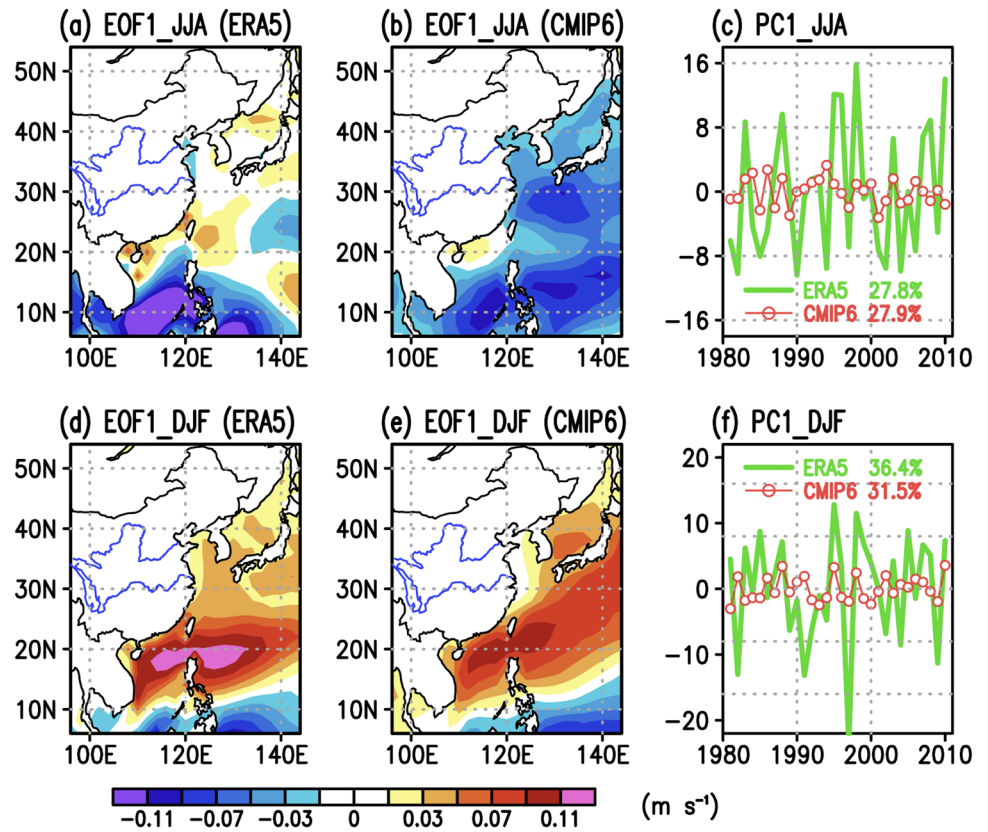 (a) EOF1_JJA (ERA5)
(b) EOF1_JJA (CMIP6)
(c) PC1_JJA
50N
40N
30N
20N
10N
100E 120E 140E
50N
40N
30N
20N
10N
100E 120E 140E
16
8
0
−8
−16
ERA5 27.8%
CMIP6 27.9%
1980 1990 2000 2010
(d) EOF1_DJF (ERA5)
(e) EOF1_DJF (CMIP6)
(f) PC1_DJF
50N
40N
30N
20N
10N
100E 120E 140E
50N
40N
30N
20N
10N
100E 120E 140E
20
10
0
−10
−20
ERA5 36.4%
CMIP6 31.5%
1980 1990 2000 2010
−0.11 −0.07 −0.03 0 0.03 0.07 0.11
(m s⁻¹)